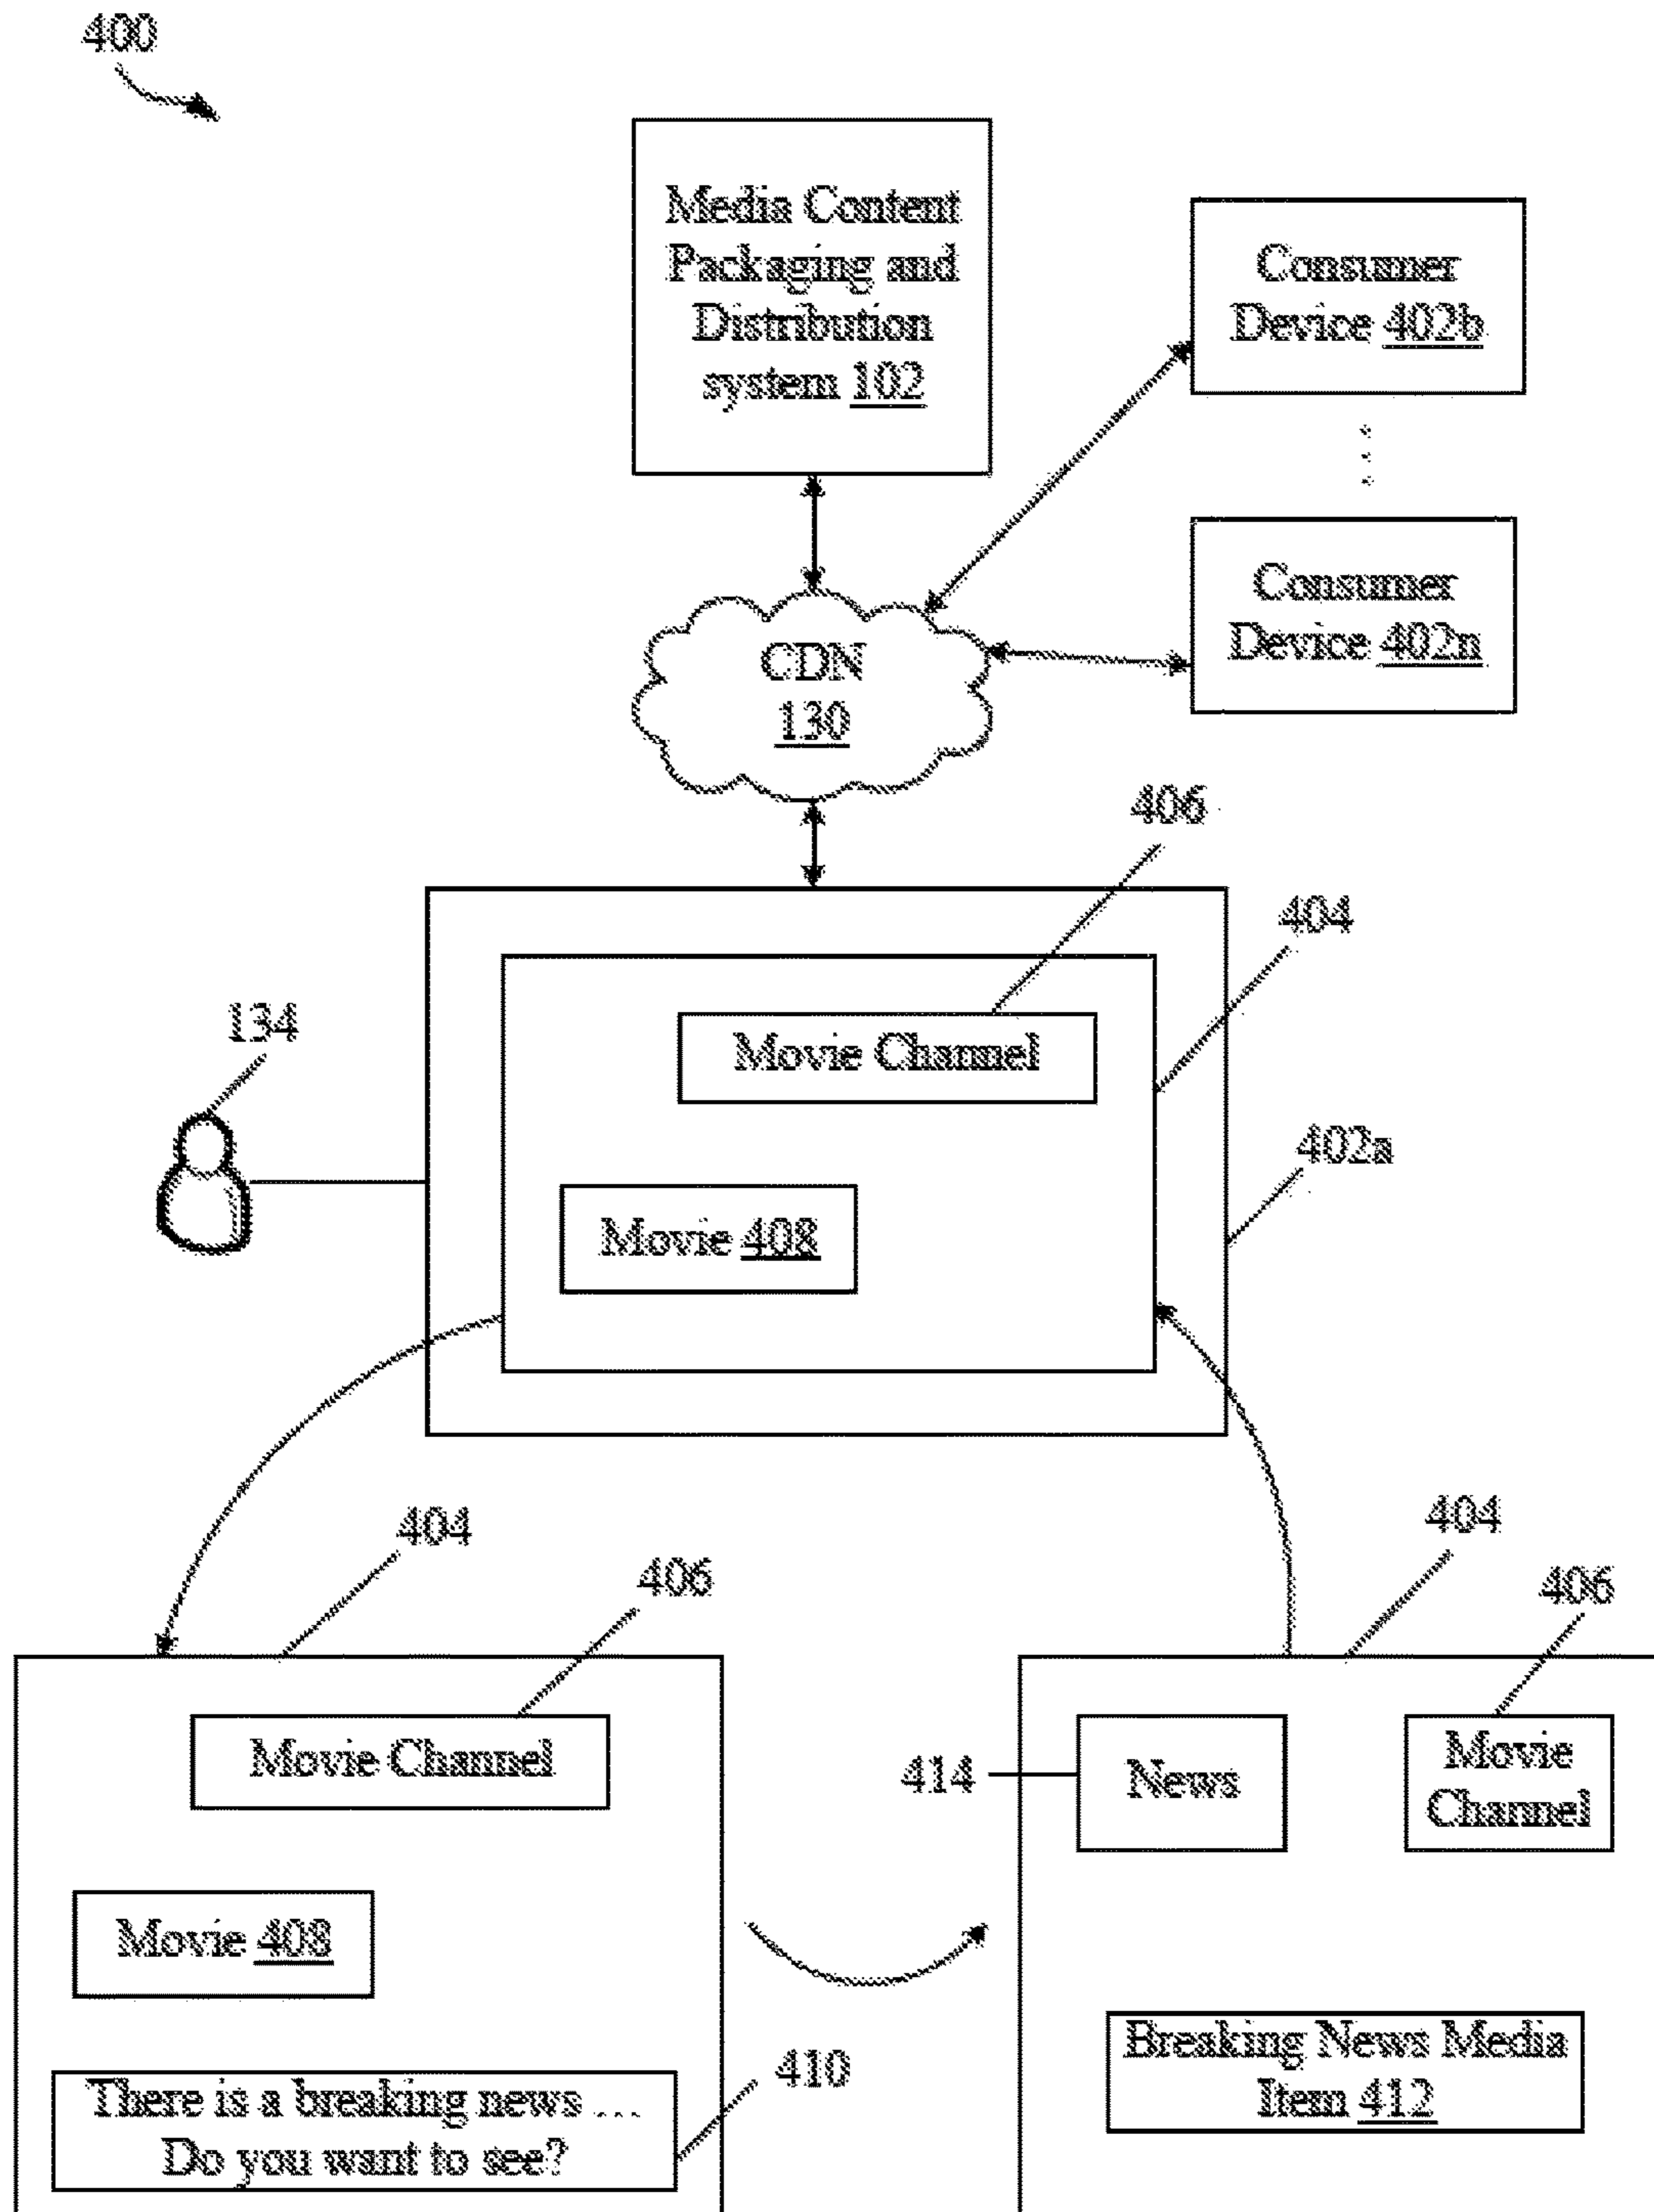 400
Media Content
Packaging and
Distribution
system 102
Consumer
Device 402b
Consumer
Device 402n
CDN
130
406
404
Movie Channel
134
402a
Movie 408
404
406
Movie Channel
Movie 408
There is a breaking news ...
Do you want to see?
410
404
406
414
News
Movie
Channel
Breaking News Media
Item 412